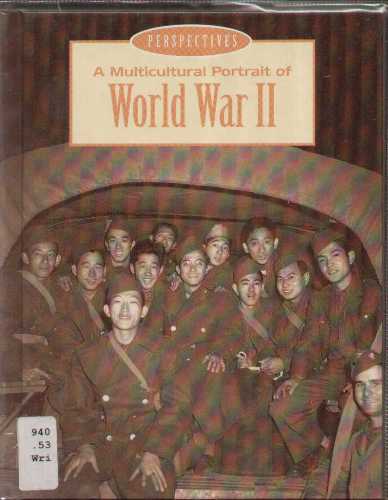 PERSPECTIVES
A Multicultural Portrait of
World War II
940
.53
Wri